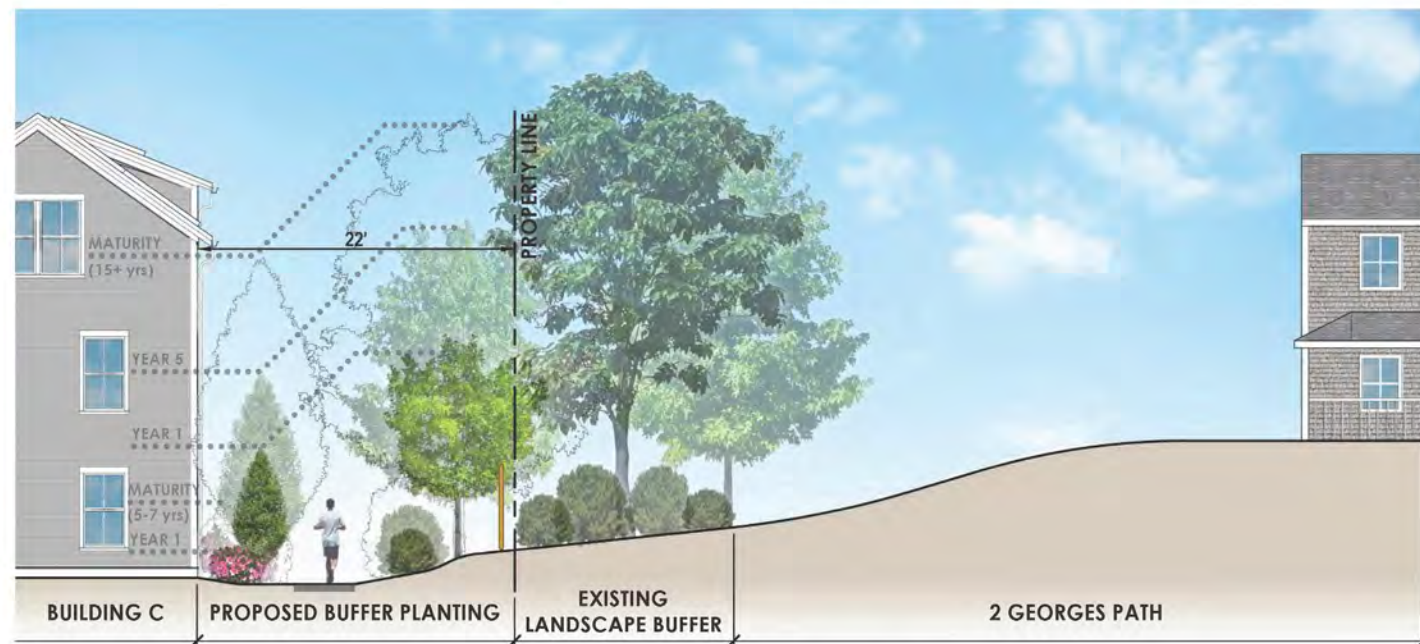 PROPERTY LINE
22'
MATURITY
(15+ yrs)
YEAR 5
YEAR 1
MATURITY
(5-7 yrs)
YEAR 1
BUILDING C
PROPOSED BUFFER PLANTING
EXISTING
LANDSCAPE BUFFER
2 GEORGES PATH